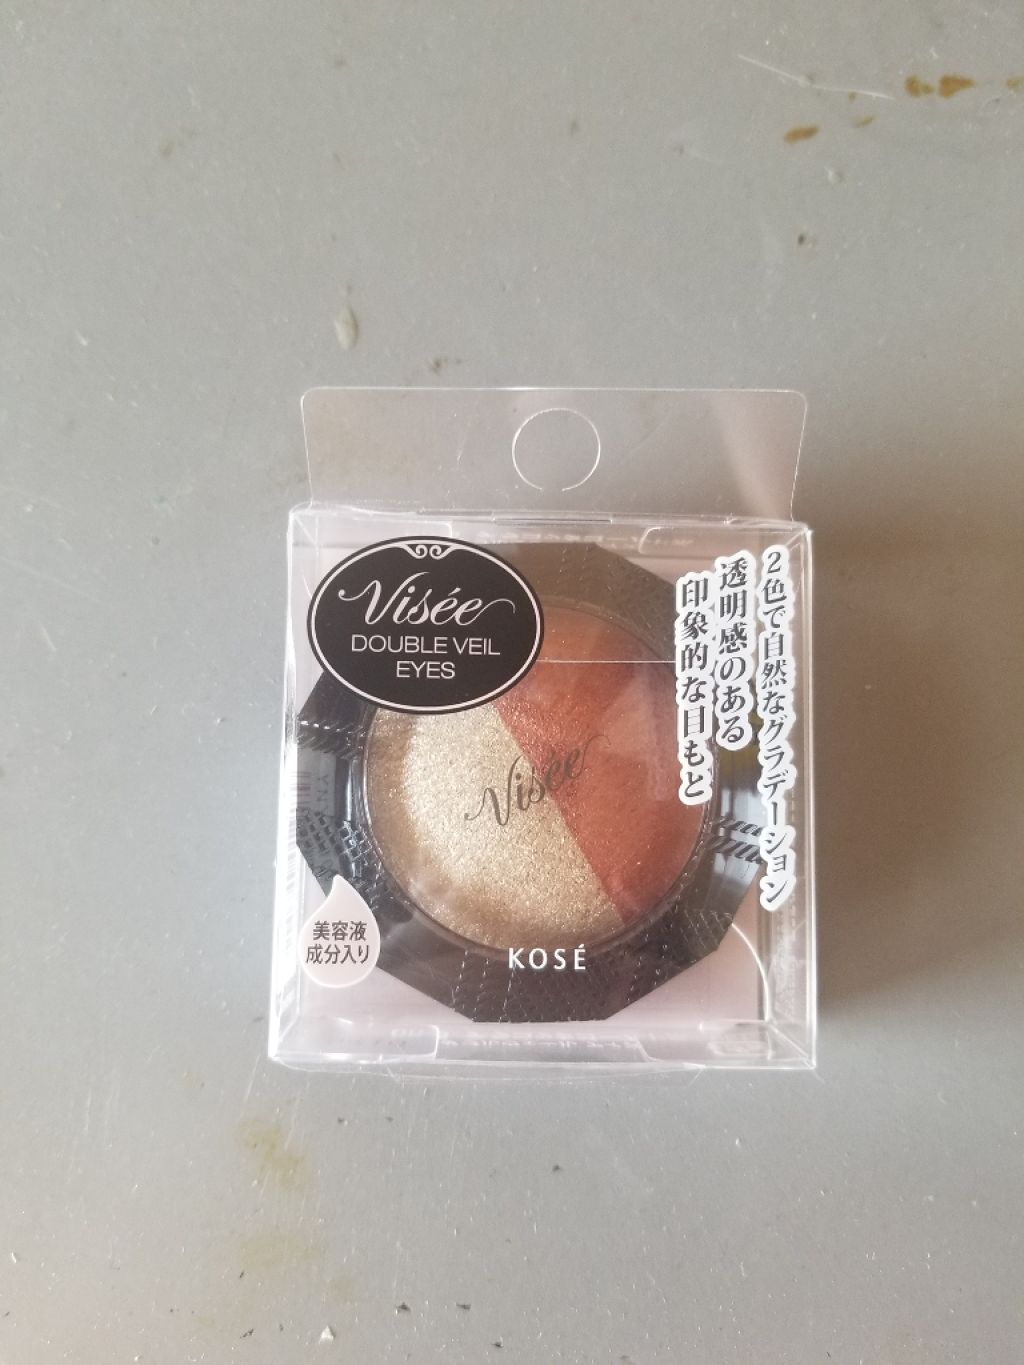 Visée
DOUBLE VEIL
EYES
2色で自然なグラデーション
透明感のある
印象的な目もと
Visée
美容液
成分入り
KOSÉ